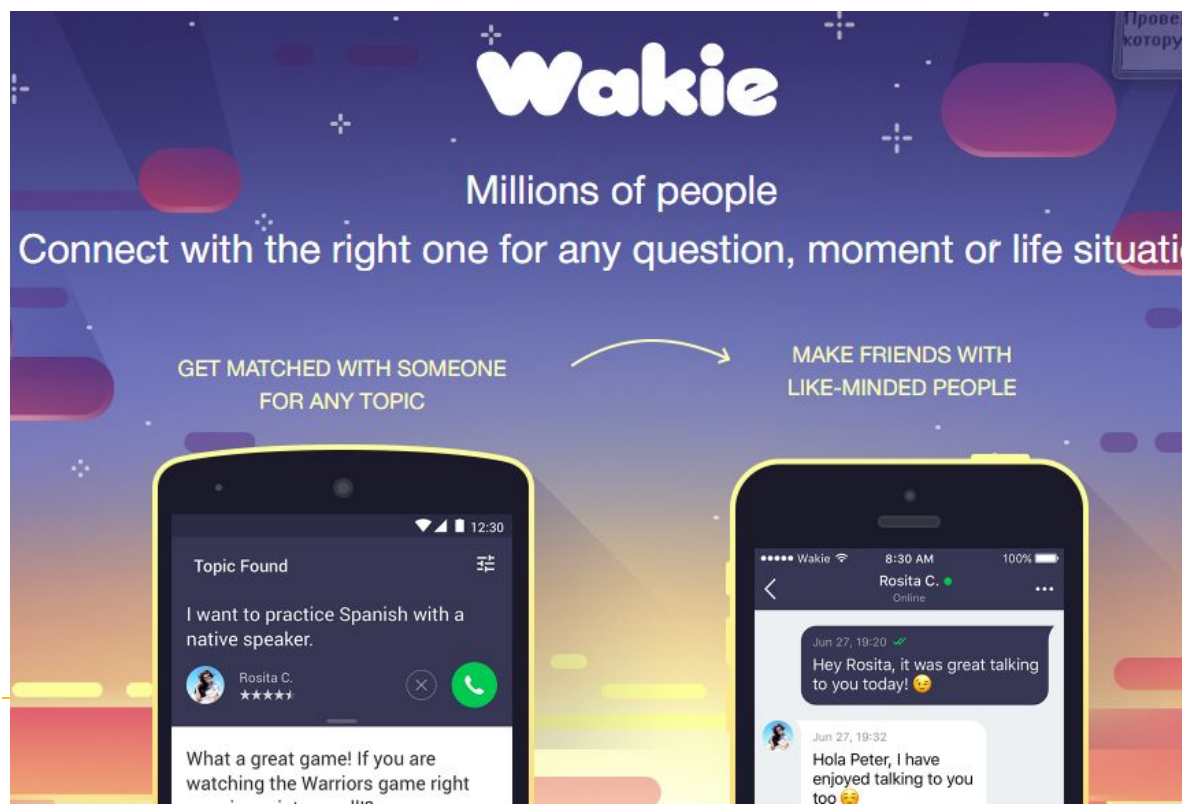 Wakie
Millions of people
Connect with the right one for any question, moment or life situati
GET MATCHED WITH SOMEONE
FOR ANY TOPIC
MAKE FRIENDS WITH
LIKE-MINDED PEOPLE
12:30
Topic Found
I want to practice Spanish with a
native speaker.
Rosita C.
What a great game! If you are
watching the Warriors game right
Wakie
8:30 AM
100%
Rosita C.
Online
Jun 27, 19:20
Hey Rosita, it was great talking
to you today! 😉
Jun 27, 19:32
Hola Peter, I have
enjoyed talking to you
too 😊
Прове
котору